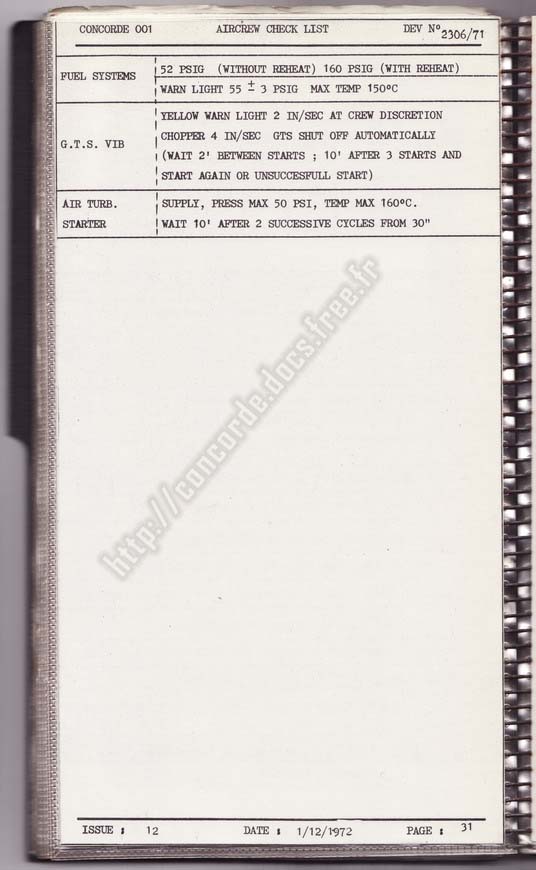 CONCORDE 001 AIRCREW CHECK LIST DEV N° 2306/71
FUEL SYSTEMS
52 PSIG (WITHOUT REHEAT) 160 PSIG (WITH REHEAT)
WARN LIGHT 55 ± 3 PSIG MAX TEMP 150°C
G.T.S. VIB
YELLOW WARN LIGHT 2 IN/SEC AT CREW DISCRETION
CHOPPER 4 IN/SEC GTS SHUT OFF AUTOMATICALLY
(WAIT 2' BETWEEN STARTS ; 10' AFTER 3 STARTS AND
START AGAIN OR UNSUCCESFULL START)
AIR TURB.
STARTER
SUPPLY, PRESS MAX 50 PSI, TEMP MAX 160°C.
WAIT 10' AFTER 2 SUCCESSIVE CYCLES FROM 30"
http://concorde.docs.free.fr
ISSUE : 12 DATE : 1/12/1972 PAGE : 31